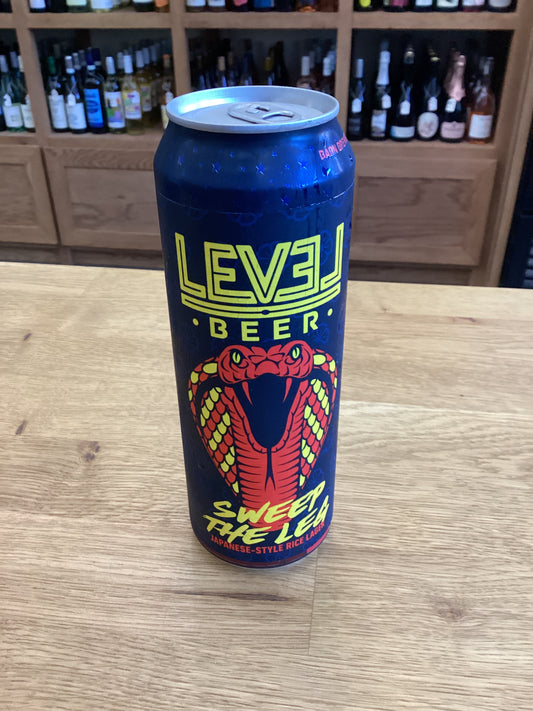 LEVEL
• BEER •
SWEEP
THE LEG
JAPANESE-STYLE RICE LAGER